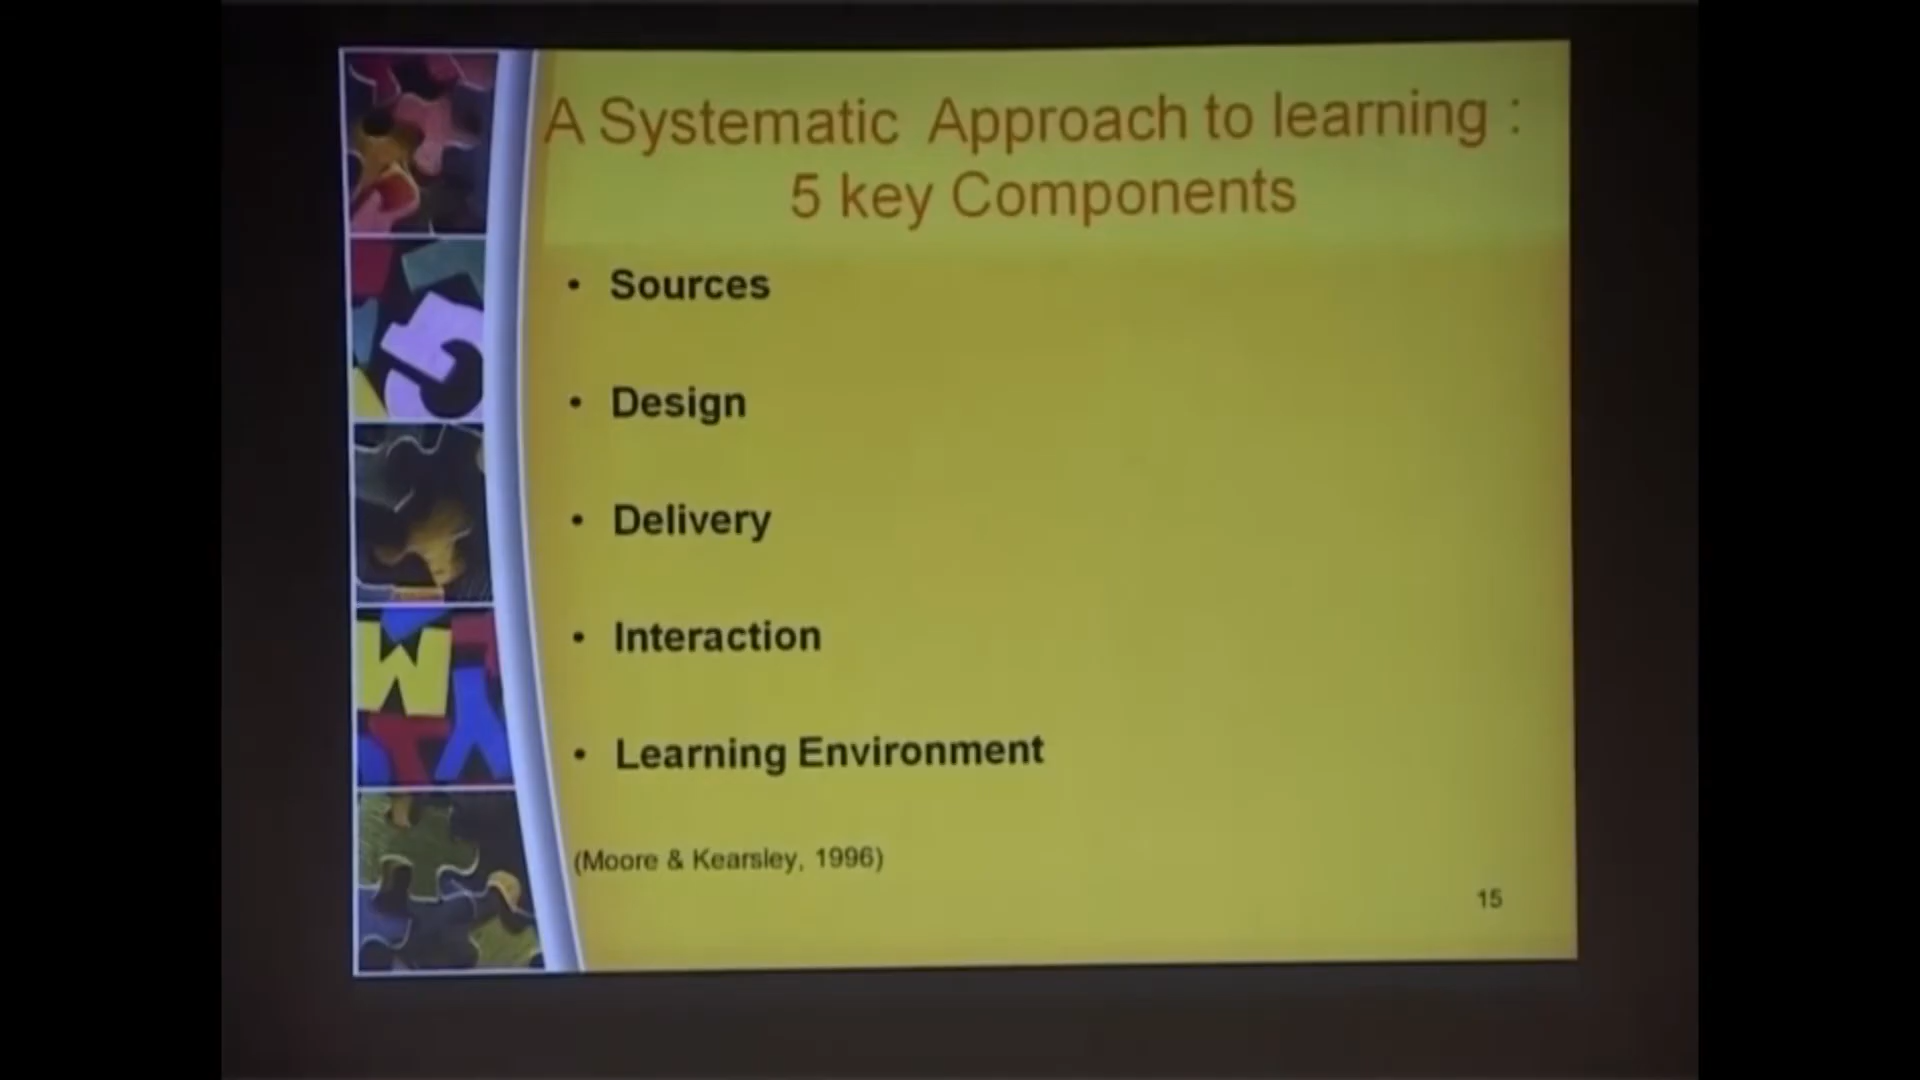 A Systematic Approach to learning :
5 key Components
• Sources
• Design
• Delivery
• Interaction
• Learning Environment
(Moore & Kearsley, 1996)
15